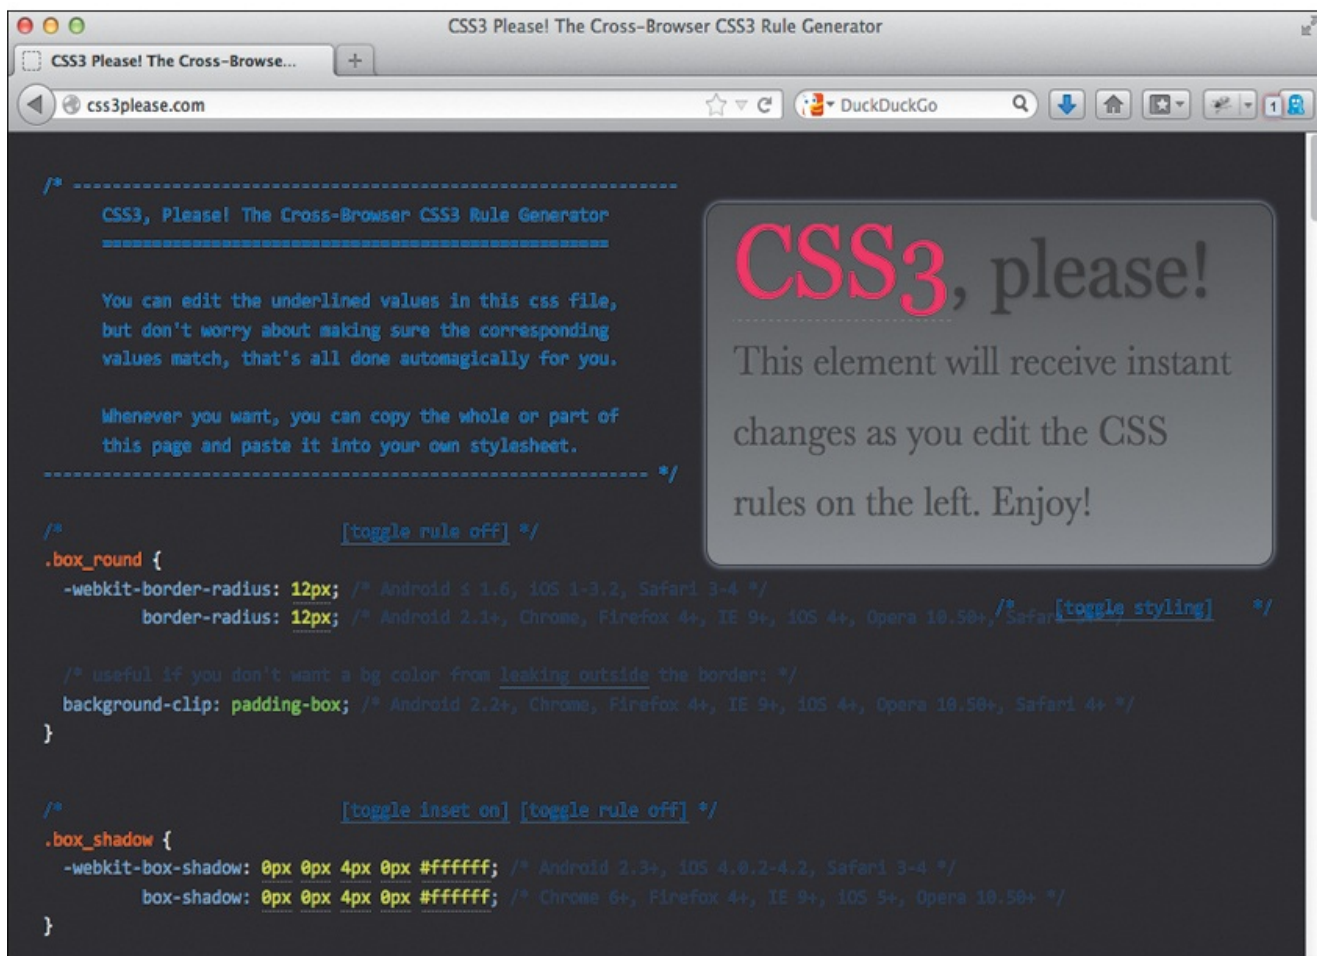 CSS3 Please! The Cross-Browser CSS3 Rule Generator
CSS3 Please! The Cross-Browse...
css3please.com
DuckDuckGo
1
/* -------------------------------------------------------------
CSS3, Please! The Cross-Browser CSS3 Rule Generator
===================================================
You can edit the underlined values in this css file,
but don't worry about making sure the corresponding
values match, that's all done automagically for you.
Whenever you want, you can copy the whole or part of
this page and paste it into your own stylesheet.
------------------------------------------------------------- */
CSS3, please!
This element will receive instant
changes as you edit the CSS
rules on the left. Enjoy!
/* [toggle styling] */
/* [toggle rule off] */
.box_round {
-webkit-border-radius: 12px; /* Android ≤ 1.6, iOS 1-3.2, Safari 3-4 */
border-radius: 12px; /* Android 2.1+, Chrome, Firefox 4+, IE 9+, iOS 4+, Opera 10.50+, Safari
/* useful if you don't want a bg color from leaking outside the border: */
background-clip: padding-box; /* Android 2.2+, Chrome, Firefox 4+, IE 9+, iOS 4+, Opera 10.50+, Safari 4+ */
}
/* [toggle inset on] [toggle rule off] */
.box_shadow {
-webkit-box-shadow: 0px 0px 4px 0px #ffffff; /* Android 2.3+, iOS 4.0.2-4.2, Safari 3-4 */
box-shadow: 0px 0px 4px 0px #ffffff; /* Chrome 6+, Firefox 4+, IE 9+, iOS 5+, Opera 10.50+ */
}